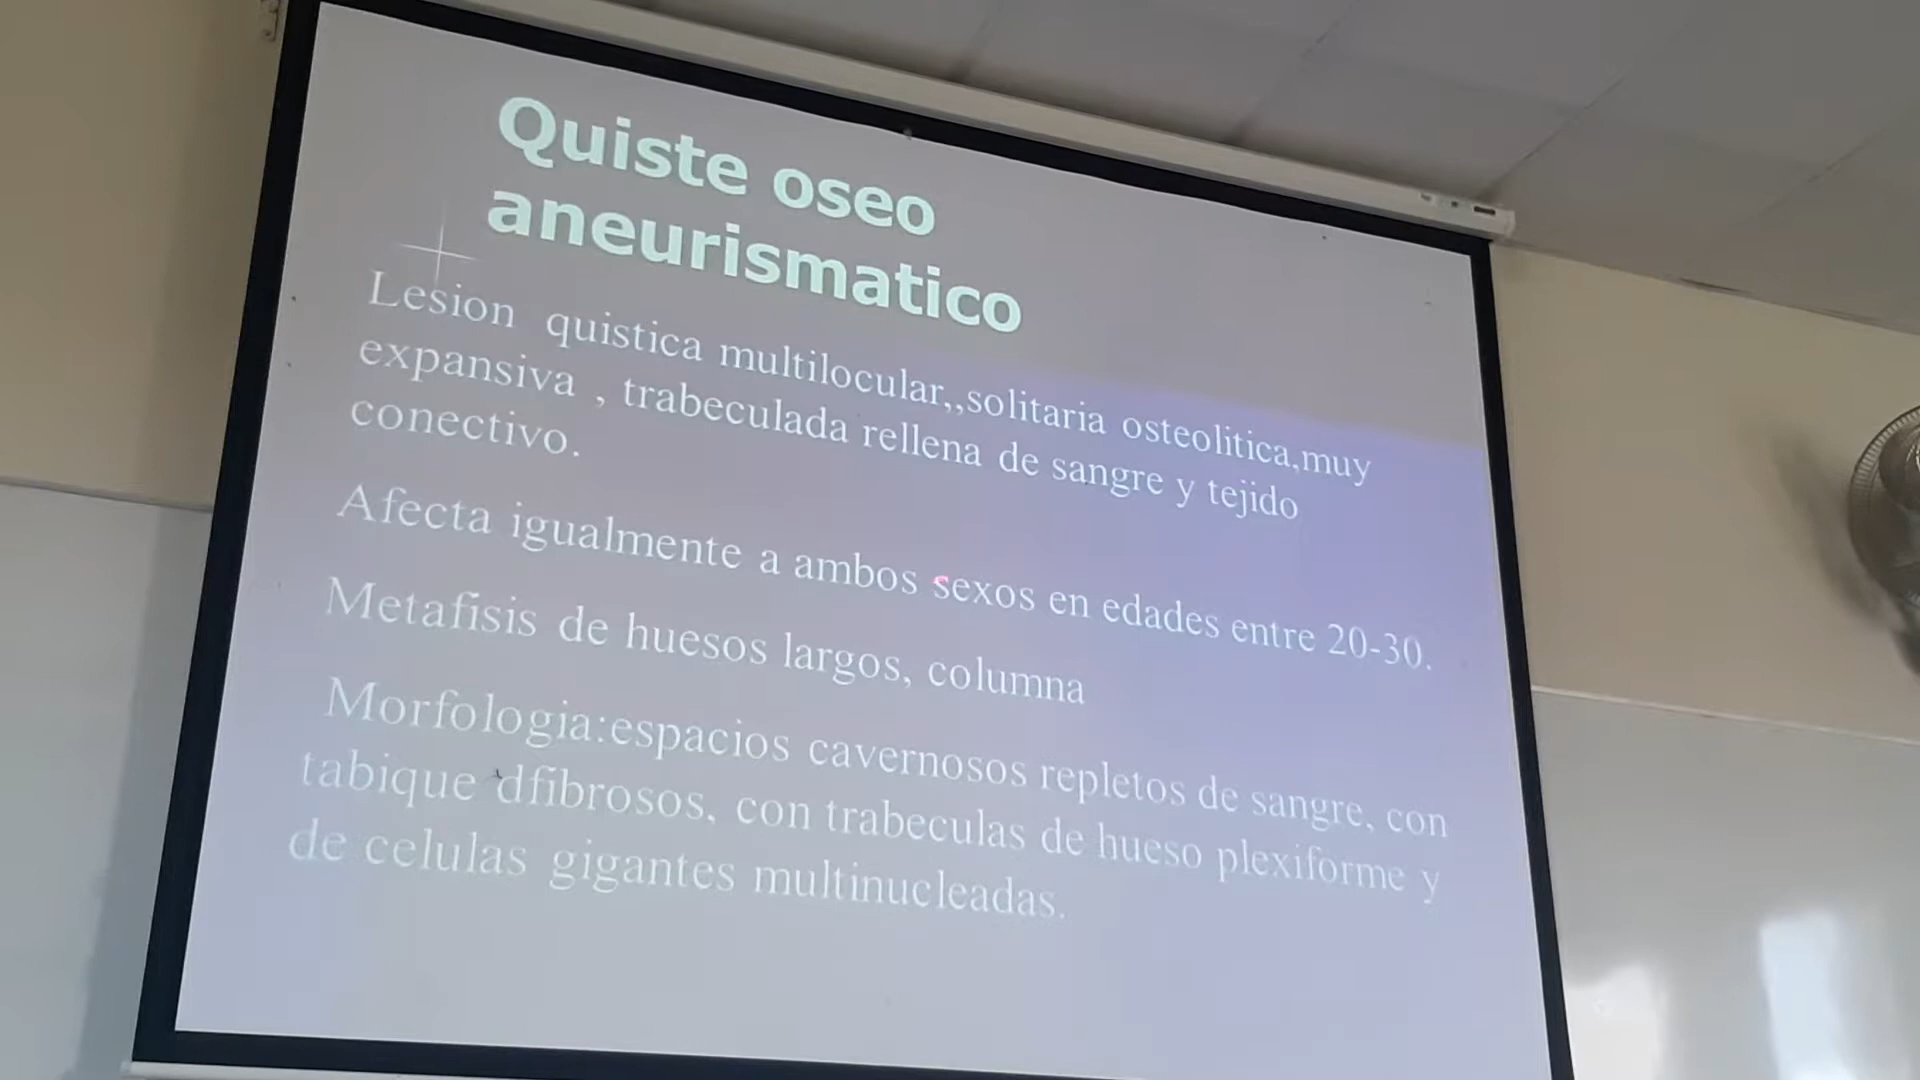 Quiste oseo
aneurismatico
Lesion quistica multilocular,,solitaria osteolitica,muy
expansiva , trabeculada rellena de sangre y tejido
conectivo.
Afecta igualmente a ambos sexos en edades entre 20-30.
Metafisis de huesos largos, columna
Morfologia:espacios cavernosos repletos de sangre, con
tabique dfibrosos, con trabeculas de hueso plexiforme y
de celulas gigantes multinucleadas.